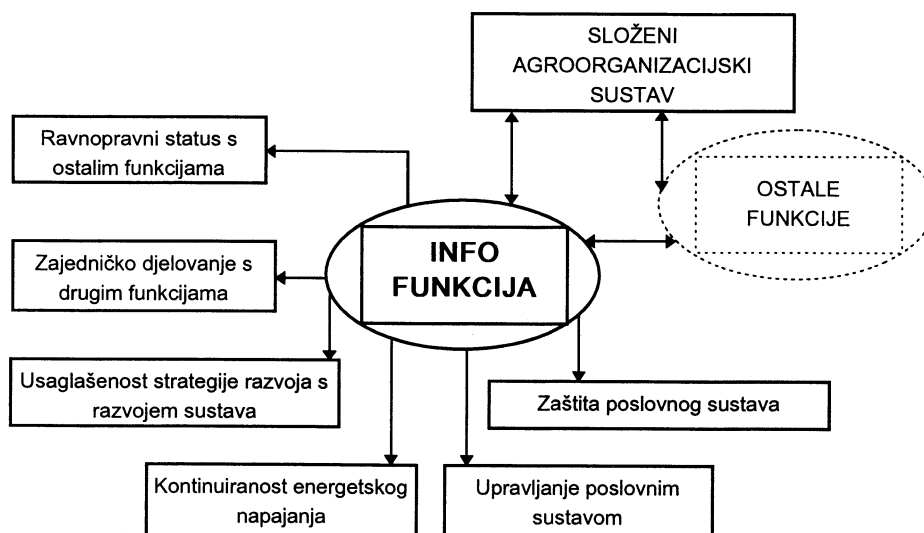 SLOŽENI
AGROORGANIZACIJSKI
SUSTAV
Ravnopravni status s
ostalim funkcijama
OSTALE
FUNKCIJE
INFO
FUNKCIJA
Zajedničko djelovanje s
drugim funkcijama
Usaglašenost strategije razvoja s
razvojem sustava
Zaštita poslovnog sustava
Kontinuiranost energetskog
napajanja
Upravljanje poslovnim
sustavom